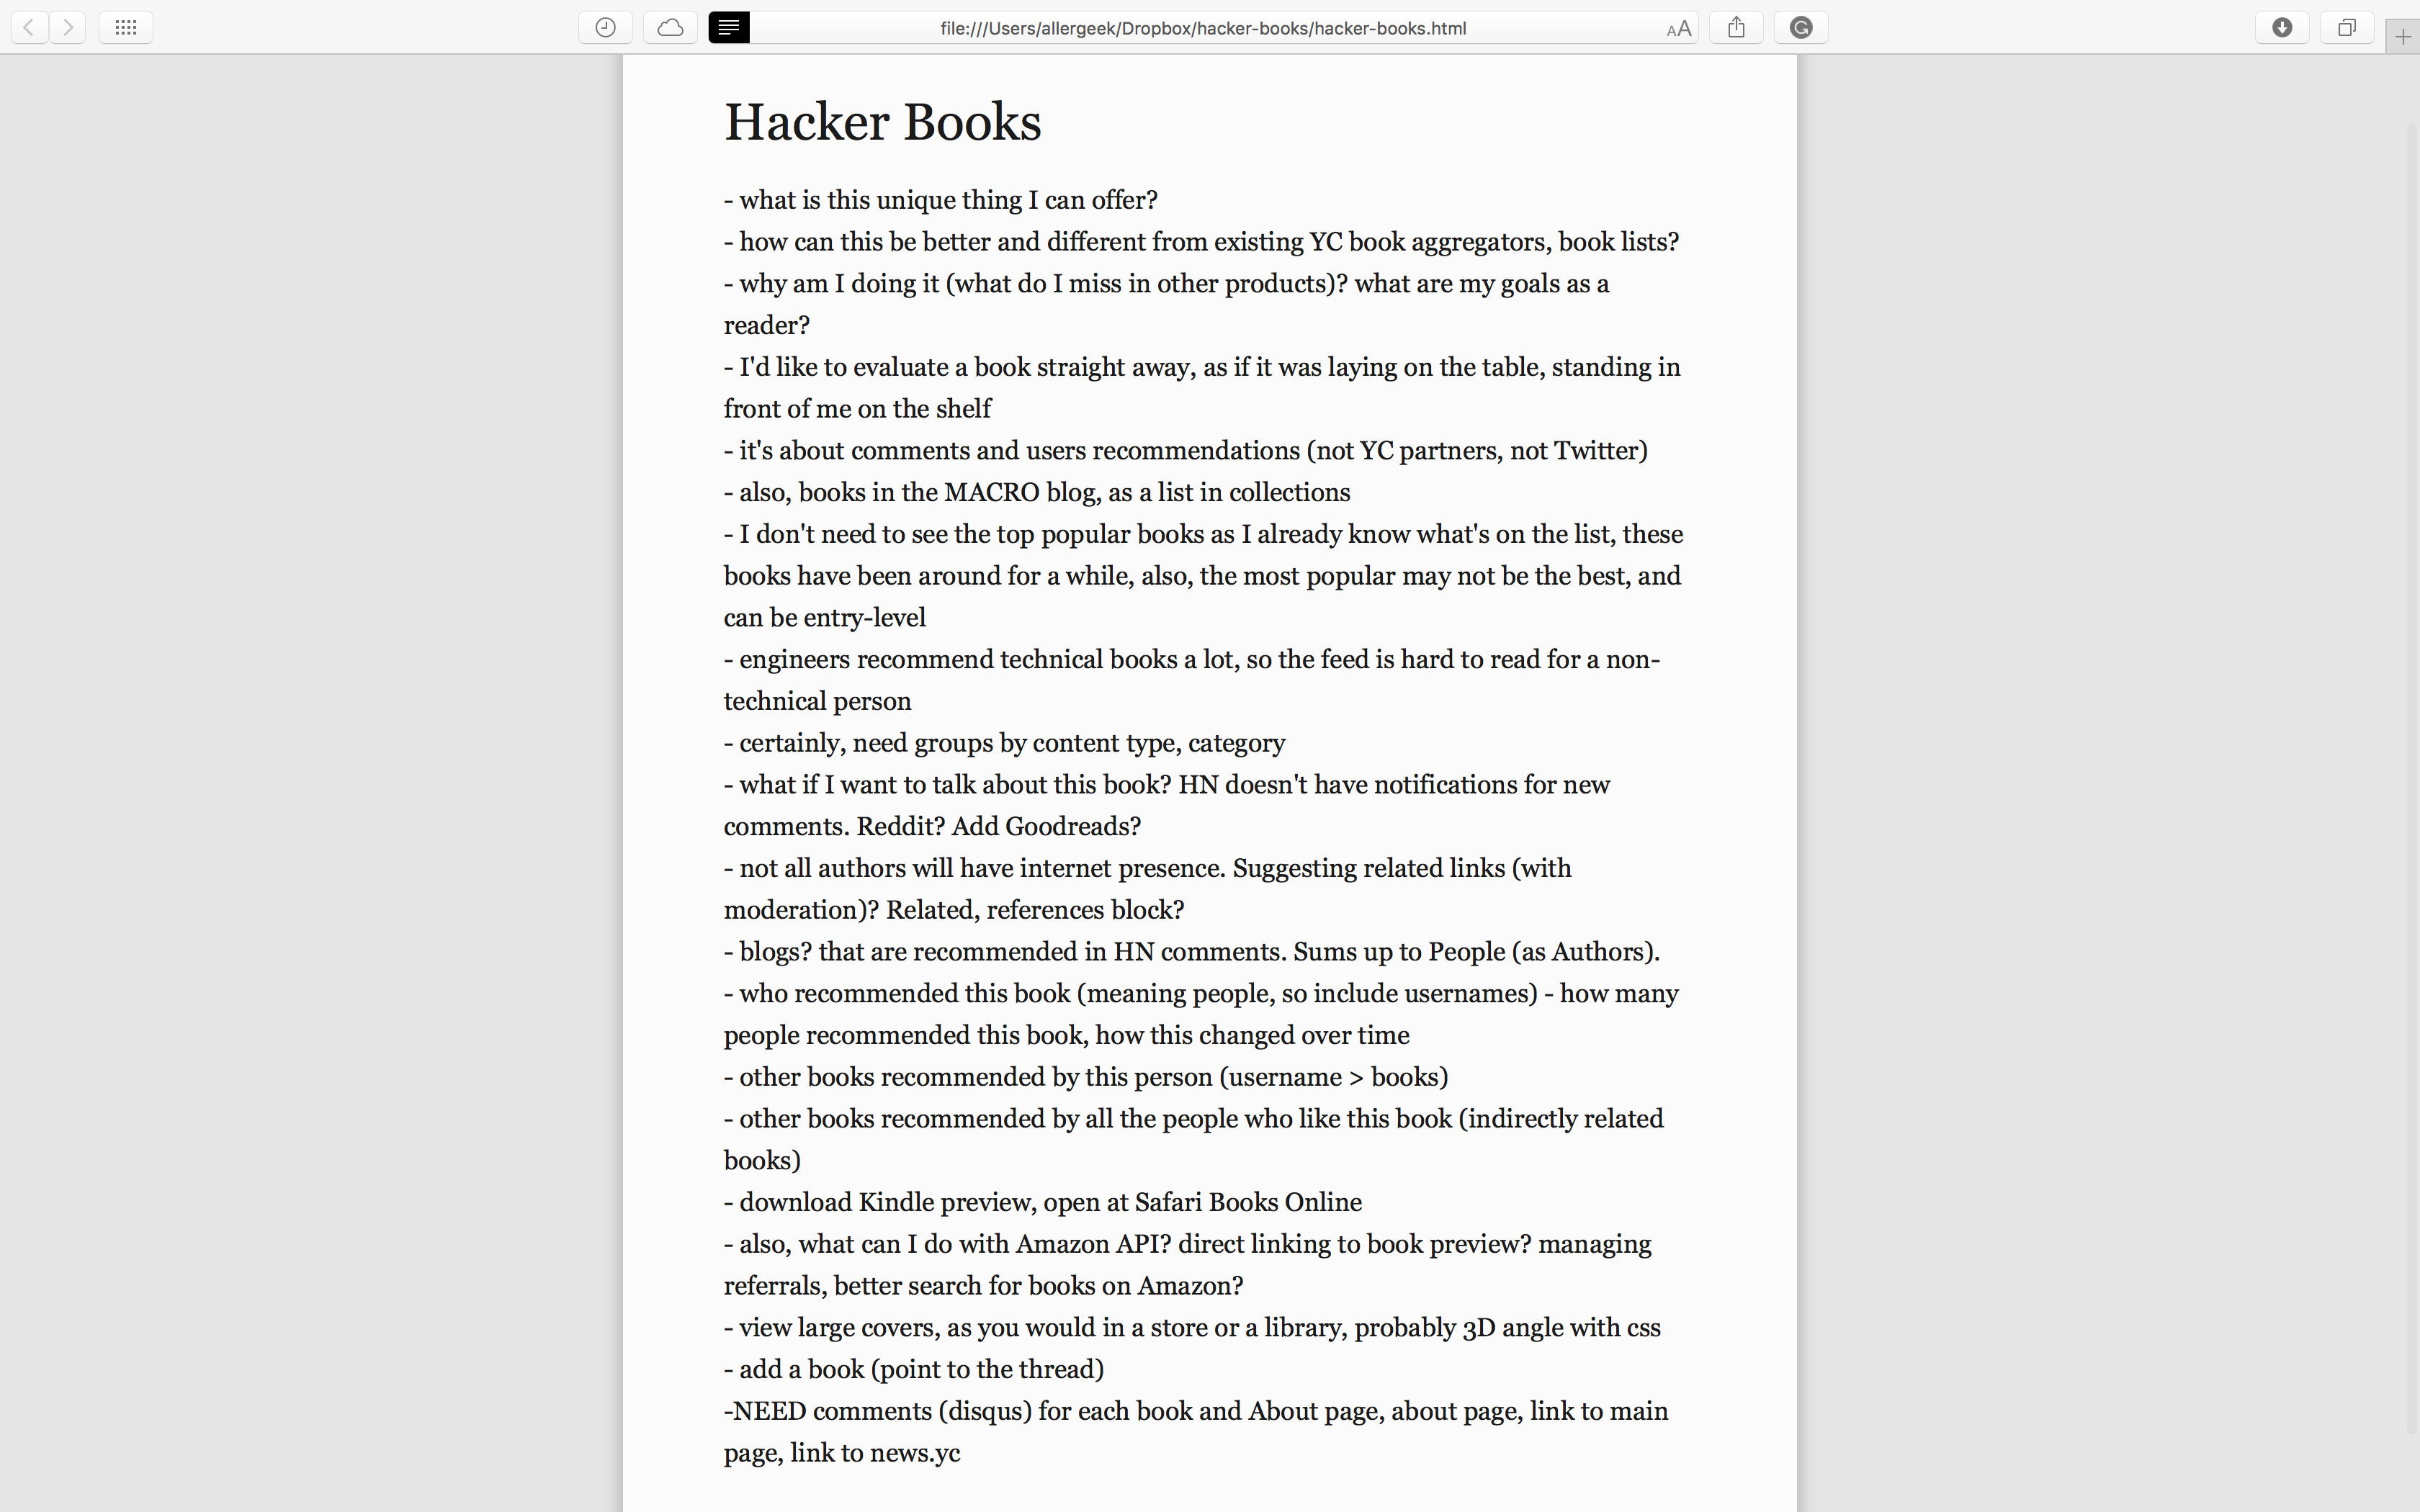 file:///Users/allergeek/Dropbox/hacker-books/hacker-books.html
AA
Hacker Books
- what is this unique thing I can offer?
- how can this be better and different from existing YC book aggregators, book lists?
- why am I doing it (what do I miss in other products)? what are my goals as a
reader?
- I'd like to evaluate a book straight away, as if it was laying on the table, standing in
front of me on the shelf
- it's about comments and users recommendations (not YC partners, not Twitter)
- also, books in the MACRO blog, as a list in collections
- I don't need to see the top popular books as I already know what's on the list, these
books have been around for a while, also, the most popular may not be the best, and
can be entry-level
- engineers recommend technical books a lot, so the feed is hard to read for a non-
technical person
- certainly, need groups by content type, category
- what if I want to talk about this book? HN doesn't have notifications for new
comments. Reddit? Add Goodreads?
- not all authors will have internet presence. Suggesting related links (with
moderation)? Related, references block?
- blogs? that are recommended in HN comments. Sums up to People (as Authors).
- who recommended this book (meaning people, so include usernames) - how many
people recommended this book, how this changed over time
- other books recommended by this person (username > books)
- other books recommended by all the people who like this book (indirectly related
books)
- download Kindle preview, open at Safari Books Online
- also, what can I do with Amazon API? direct linking to book preview? managing
referrals, better search for books on Amazon?
- view large covers, as you would in a store or a library, probably 3D angle with css
- add a book (point to the thread)
-NEED comments (disqus) for each book and About page, about page, link to main
page, link to news.yc